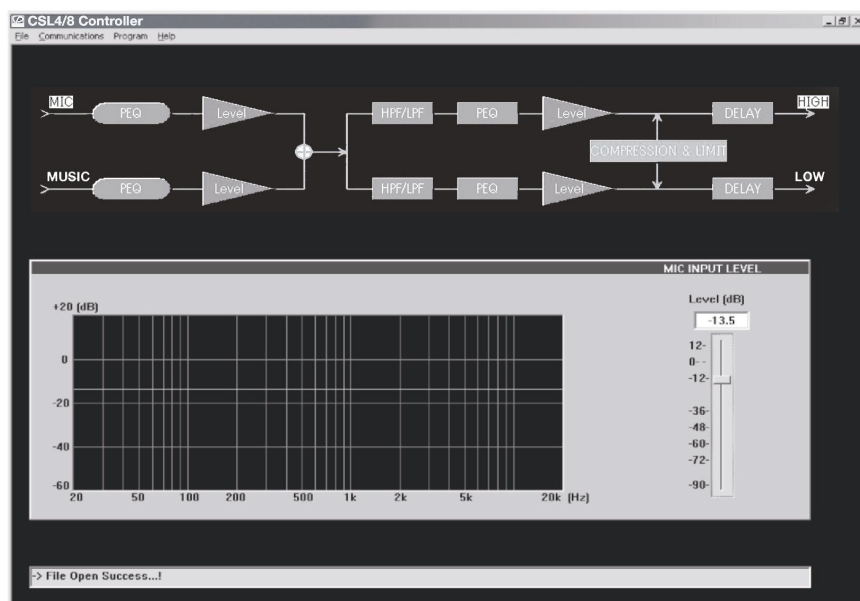 CSL4/8 Controller
File Communications Program Help
MIC PEQ Level HPF/LPF PEQ Level DELAY HIGH
COMPRESSION & LIMIT
MUSIC PEQ Level HPF/LPF PEQ Level DELAY LOW
MIC INPUT LEVEL
+20 (dB)
0
-20
-40
-60
20 50 100 200 500 1k 2k 5k 20k (Hz)
Level (dB)
-13.5
12-
0--
-12-
-36-
-48-
-60-
-72-
-90-
-> File Open Success...!